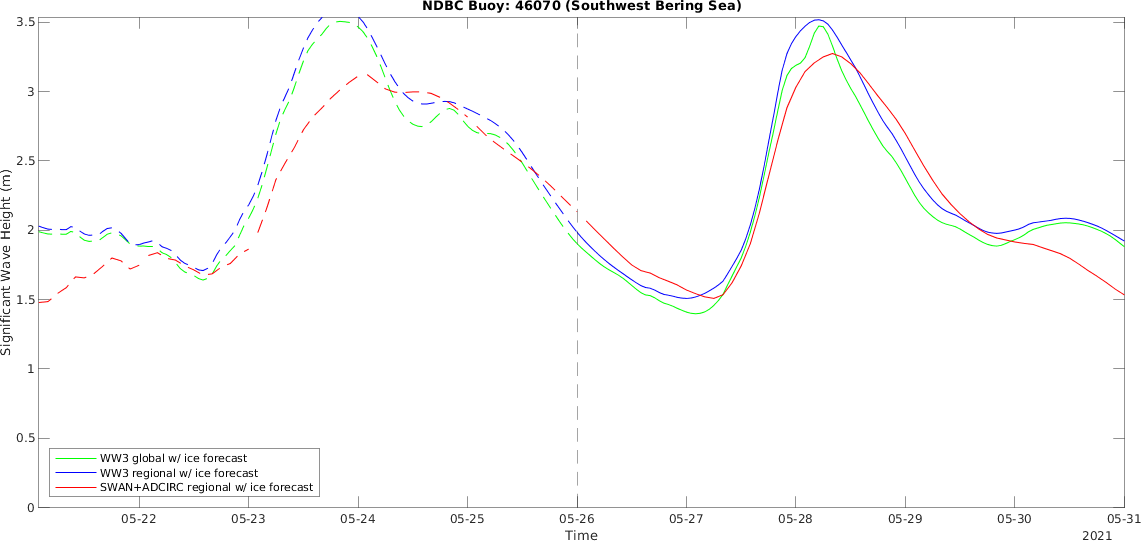 NDBC Buoy: 46070 (Southwest Bering Sea)
3.5
3
2.5
2
1.5
1
0.5
0
Significant Wave Height (m)
WW3 global w/ ice forecast
WW3 regional w/ ice forecast
SWAN+ADCIRC regional w/ ice forecast
05-22 05-23 05-24 05-25 05-26 05-27 05-28 05-29 05-30 05-31
Time
2021